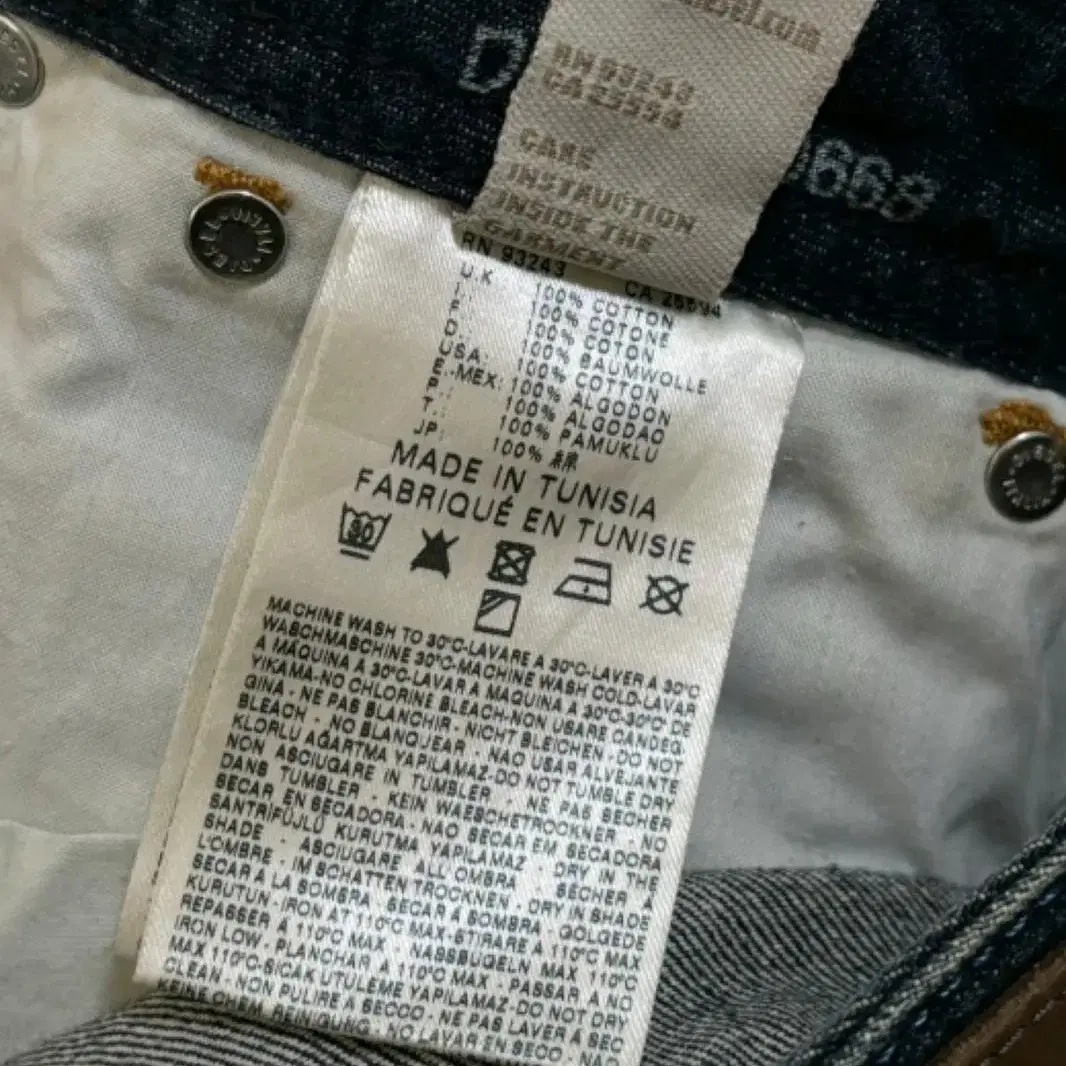 D
RN 93243
CARE
INSTRUCTION
INSIDE THE
GARMENT
0668
RN 93243 CA 25594
U.K 100% COTTON
I.: 100% COTONE
F.: 100% COTON
D. 100% BAUMWOLLE
USA. 100% COTTON
E.-MEX: 100% ALGODON
P.: 100% ALGODAO
T.: 100% PAMUKLU
JP: 100% 綿
MADE IN TUNISIA
FABRIQUÉ EN TUNISIE
30
MACHINE WASH TO 30°C-LAVARE A 30°C-LAVER A 30°C
WABCHMASCHINE 30°C-MACHINE WASH COLD-LAVAR
A MAQUINA A 30°C-LAVAR A MAQUINA A 30°C-30°C DE
YIKAMA-NO CHLORINE BLEACH-NON USARE CANDEG.
GINA - NE PAS BLANCHIR - NICHT BLEICHEN - DO NOT
BLEACH - NO BLANQUEAR - NAO USAR ALVEJANTE
KLORLU AĞARTMA YAPILAMAZ-DO NOT TUMBLE DRY
NON ASCIUGARE IN TUMBLER - NE PAS SECHER
DANS TUMBLER - KEIN WAESCHETROCKNER - NO
SECAR EN SECADORA - NAO SECAR EM SECADORA
SANTRIFÜJLÜ KURUTMA YAPILAMAZ - DRY IN THE
SHADE - ASCIUGARE ALL OMBRA - SECHER A
L'OMBRE - IM SCHATTEN TROCKNEN - DRY IN SHADE
SECAR A LA SOMBRA - SECAR A SOMBRA - GOLGEDE
KURUTUN IRON AT 110°C MAX-STIRARE A 110°C MAX
REPASSER A 110°C MAX - NASSBUGELN MAX 110°C
IRON LOW - PLANCHAR A 110°C MAX - PASSAR A NO
MAX 110°C-SICAK UTULEME YAPILAMAZ-DO NOT DRY
CLEAN - NON PULIRE A SECCO - NE PAS LAVER A SEC
KEINE CHEM. REINIGUNG - NO LAVAR EN SECO - NAO